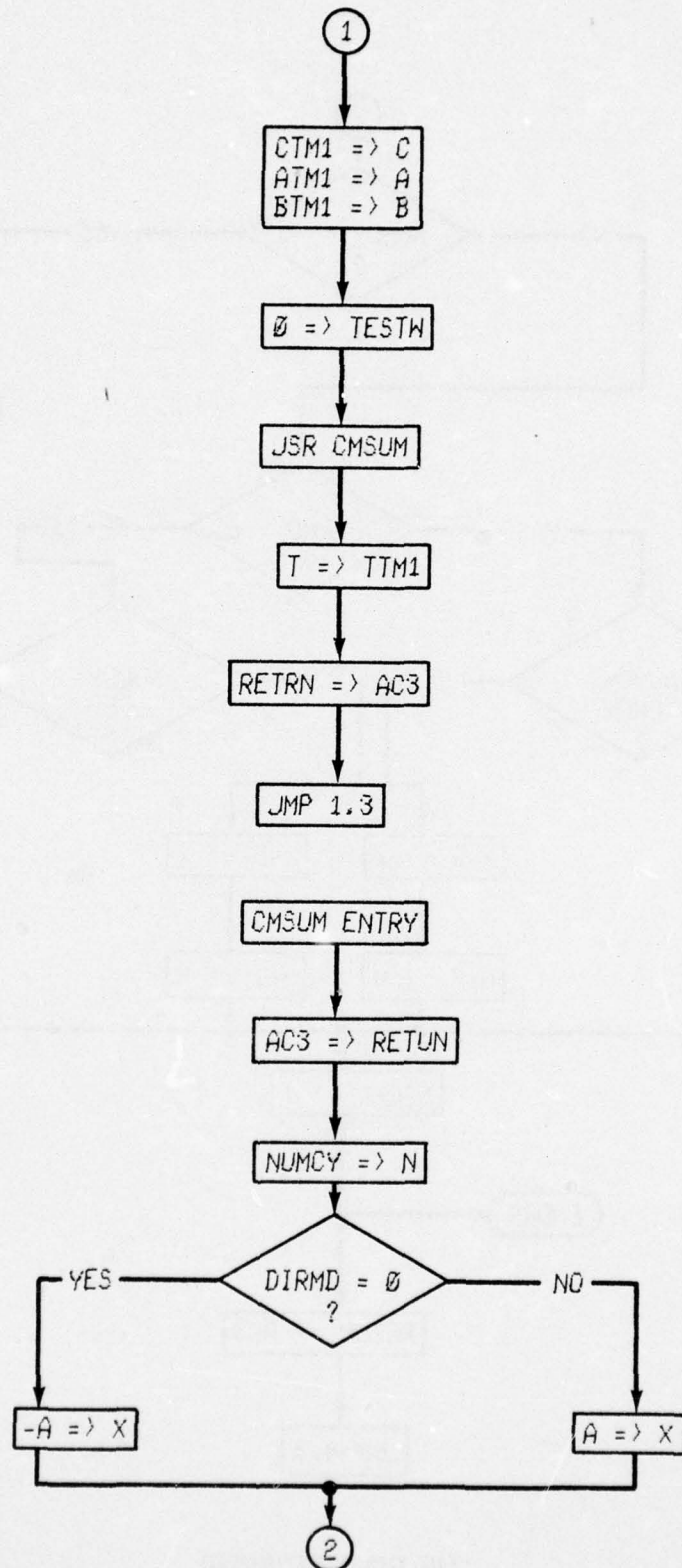 1
CTM1 => C
ATM1 => A
BTM1 => B
Ø => TESTW
JSR CMSUM
T => TTM1
RETRN => AC3
JMP 1,3
CMSUM ENTRY
AC3 => RETUN
NUMCY => N
YES
DIRMD = Ø
?
NO
-A => X
A => X
2